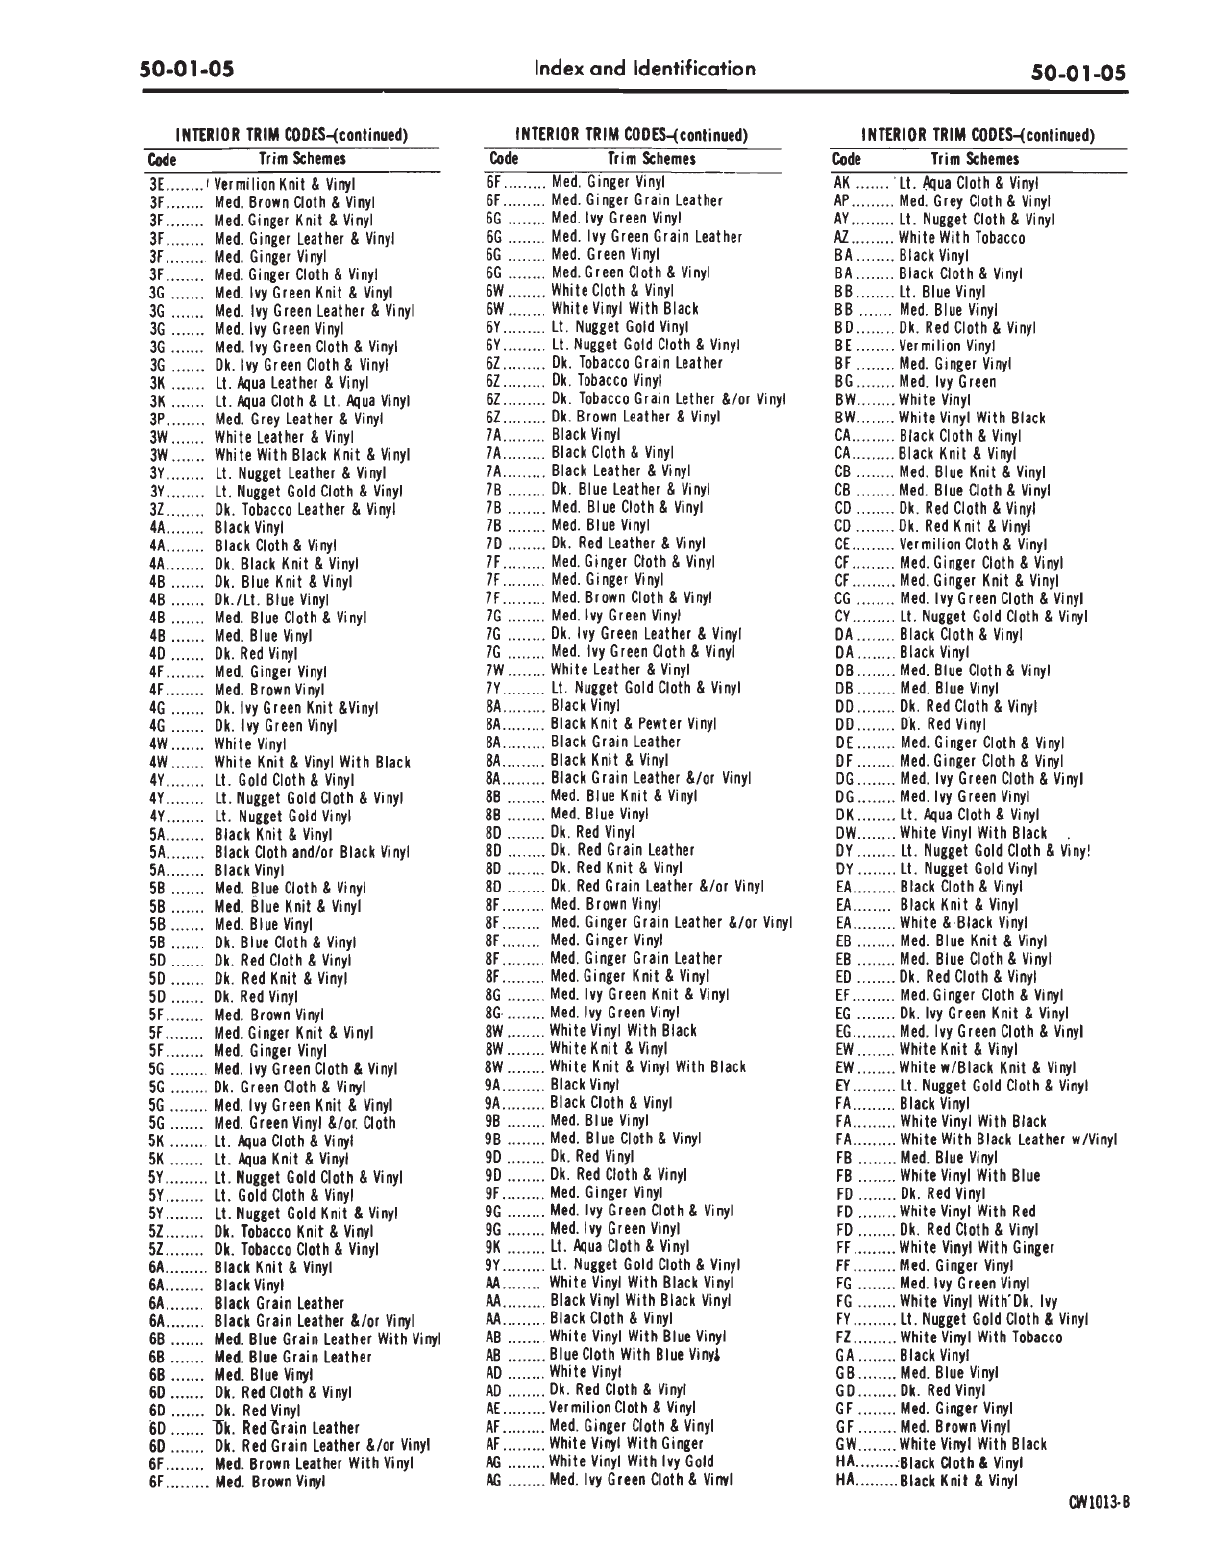 50-01-05
Index and Identification
50-01-05
INTERIOR TRIM CODES-(continued)
Code Trim Schemes
3E........ Vermilion Knit & Vinyl
3F........ Med. Brown Cloth & Vinyl
3F........ Med. Ginger Knit & Vinyl
3F........ Med. Ginger Leather & Vinyl
3F........ Med. Ginger Vinyl
3F........ Med. Ginger Cloth & Vinyl
3G ....... Med. Ivy Green Knit & Vinyl
3G ....... Med. Ivy Green Leather & Vinyl
3G ....... Med. Ivy Green Vinyl
3G ....... Med. Ivy Green Cloth & Vinyl
3G ....... Dk. Ivy Green Cloth & Vinyl
3K ....... Lt. Aqua Leather & Vinyl
3K ....... Lt. Aqua Cloth & Lt. Aqua Vinyl
3P........ Med. Grey Leather & Vinyl
3W....... White Leather & Vinyl
3W....... White With Black Knit & Vinyl
3Y........ Lt. Nugget Leather & Vinyl
3Y........ Lt. Nugget Gold Cloth & Vinyl
3Z........ Dk. Tobacco Leather & Vinyl
4A........ Black Vinyl
4A........ Black Cloth & Vinyl
4A........ Dk. Black Knit & Vinyl
4B ....... Dk. Blue Knit & Vinyl
4B ....... Dk./Lt. Blue Vinyl
4B ....... Med. Blue Cloth & Vinyl
4B ....... Med. Blue Vinyl
4D ....... Dk. Red Vinyl
4F........ Med. Ginger Vinyl
4F........ Med. Brown Vinyl
4G ....... Dk. Ivy Green Knit &Vinyl
4G ....... Dk. Ivy Green Vinyl
4W....... White Vinyl
4W....... White Knit & Vinyl With Black
4Y........ Lt. Gold Cloth & Vinyl
4Y........ Lt. Nugget Gold Cloth & Vinyl
4Y........ Lt. Nugget Gold Vinyl
5A........ Black Knit & Vinyl
5A........ Black Cloth and/or Black Vinyl
5A........ Black Vinyl
5B ....... Med. Blue Cloth & Vinyl
5B ....... Med. Blue Knit & Vinyl
5B ....... Med. Blue Vinyl
5B ....... Dk. Blue Cloth & Vinyl
5D ....... Dk. Red Cloth & Vinyl
5D ....... Dk. Red Knit & Vinyl
5D ....... Dk. Red Vinyl
5F........ Med. Brown Vinyl
5F........ Med. Ginger Knit & Vinyl
5F........ Med. Ginger Vinyl
5G ....... Med. Ivy Green Cloth & Vinyl
5G ........ Dk. Green Cloth & Vinyl
5G ........ Med. Ivy Green Knit & Vinyl
5G ....... Med. Green Vinyl &/or. Cloth
5K ....... Lt. Aqua Cloth & Vinyl
5K ....... Lt. Aqua Knit & Vinyl
5Y......... Lt. Nugget Gold Cloth & Vinyl
5Y........ Lt. Gold Cloth & Vinyl
5Y........ Lt. Nugget Gold Knit & Vinyl
5Z........ Dk. Tobacco Knit & Vinyl
5Z........ Dk. Tobacco Cloth & Vinyl
6A......... Black Knit & Vinyl
6A........ Black Vinyl
6A........ Black Grain Leather
6A........ Black Grain Leather &/or Vinyl
6B ....... Med. Blue Grain Leather With Vinyl
6B ....... Med. Blue Grain Leather
6B ....... Med. Blue Vinyl
6D ....... Dk. Red Cloth & Vinyl
6D ....... Dk. Red Vinyl
6D ....... Dk. Red Grain Leather
6D ....... Dk. Red Grain Leather &/or Vinyl
6F........ Med. Brown Leather With Vinyl
6F......... Med. Brown Vinyl
INTERIOR TRIM CODES-(continued)
Code Trim Schemes
6F......... Med. Ginger Vinyl
6F......... Med. Ginger Grain Leather
6G ........ Med. Ivy Green Vinyl
6G ........ Med. Ivy Green Grain Leather
6G ........ Med. Green Vinyl
6G ........ Med. Green Cloth & Vinyl
6W........ White Cloth & Vinyl
6W........ White Vinyl With Black
6Y......... Lt. Nugget Gold Vinyl
6Y......... Lt. Nugget Gold Cloth & Vinyl
6Z......... Dk. Tobacco Grain Leather
6Z......... Dk. Tobacco Vinyl
6Z......... Dk. Tobacco Grain Lether &/or Vinyl
6Z......... Dk. Brown Leather & Vinyl
7A......... Black Vinyl
7A......... Black Cloth & Vinyl
7A......... Black Leather & Vinyl
7B ........ Dk. Blue Leather & Vinyl
7B ........ Med. Blue Cloth & Vinyl
7B ........ Med. Blue Vinyl
7D ........ Dk. Red Leather & Vinyl
7F......... Med. Ginger Cloth & Vinyl
7F......... Med. Ginger Vinyl
7F......... Med. Brown Cloth & Vinyl
7G ........ Med. Ivy Green Vinyl
7G ........ Dk. Ivy Green Leather & Vinyl
7G ........ Med. Ivy Green Cloth & Vinyl
7W........ White Leather & Vinyl
7Y......... Lt. Nugget Gold Cloth & Vinyl
8A......... Black Vinyl
8A......... Black Knit & Pewter Vinyl
8A......... Black Grain Leather
8A......... Black Knit & Vinyl
8A......... Black Grain Leather &/or Vinyl
8B ........ Med. Blue Knit & Vinyl
8B ........ Med. Blue Vinyl
8D ........ Dk. Red Vinyl
8D ........ Dk. Red Grain Leather
8D ........ Dk. Red Knit & Vinyl
8D ........ Dk. Red Grain Leather &/or Vinyl
8F......... Med. Brown Vinyl
8F........ Med. Ginger Grain Leather &/or Vinyl
8F........ Med. Ginger Vinyl
8F......... Med. Ginger Grain Leather
8F......... Med. Ginger Knit & Vinyl
8G ........ Med. Ivy Green Knit & Vinyl
8G ........ Med. Ivy Green Vinyl
8W........ White Vinyl With Black
8W........ White Knit & Vinyl
8W........ White Knit & Vinyl With Black
9A......... Black Vinyl
9A......... Black Cloth & Vinyl
9B ........ Med. Blue Vinyl
9B ........ Med. Blue Cloth & Vinyl
9D ........ Dk. Red Vinyl
9D ........ Dk. Red Cloth & Vinyl
9F......... Med. Ginger Vinyl
9G ........ Med. Ivy Green Cloth & Vinyl
9G ........ Med. Ivy Green Vinyl
9K ........ Lt. Aqua Cloth & Vinyl
9Y......... Lt. Nugget Gold Cloth & Vinyl
AA........ White Vinyl With Black Vinyl
AA......... Black Vinyl With Black Vinyl
AA......... Black Cloth & Vinyl
AB ........ White Vinyl With Blue Vinyl
AB ........ Blue Cloth With Blue Vinyl
AD ........ White Vinyl
AD ........ Dk. Red Cloth & Vinyl
AE......... Vermilion Cloth & Vinyl
AF......... Med. Ginger Cloth & Vinyl
AF......... White Vinyl With Ginger
AG ........ White Vinyl With Ivy Gold
AG ........ Med. Ivy Green Cloth & Vinyl
INTERIOR TRIM CODES-(continued)
Code Trim Schemes
AK ....... Lt. Aqua Cloth & Vinyl
AP......... Med. Grey Cloth & Vinyl
AY......... Lt. Nugget Cloth & Vinyl
AZ......... White With Tobacco
BA ........ Black Vinyl
BA ........ Black Cloth & Vinyl
BB ........ Lt. Blue Vinyl
BB ....... Med. Blue Vinyl
BD........ Dk. Red Cloth & Vinyl
BE ........ Vermilion Vinyl
BF ........ Med. Ginger Vinyl
BG........ Med. Ivy Green
BW........ White Vinyl
BW........ White Vinyl With Black
CA......... Black Cloth & Vinyl
CA......... Black Knit & Vinyl
CB ........ Med. Blue Knit & Vinyl
CB ........ Med. Blue Cloth & Vinyl
CD ........ Dk. Red Cloth & Vinyl
CD ........ Dk. Red Knit & Vinyl
CE......... Vermilion Cloth & Vinyl
CF......... Med. Ginger Cloth & Vinyl
CF......... Med. Ginger Knit & Vinyl
CG ........ Med. Ivy Green Cloth & Vinyl
CY......... Lt. Nugget Gold Cloth & Vinyl
DA ........ Black Cloth & Vinyl
DA ........ Black Vinyl
DB ........ Med. Blue Cloth & Vinyl
DB ........ Med. Blue Vinyl
DD........ Dk. Red Cloth & Vinyl
DD........ Dk. Red Vinyl
DE ........ Med. Ginger Cloth & Vinyl
DF ........ Med. Ginger Cloth & Vinyl
DG........ Med. Ivy Green Cloth & Vinyl
DG........ Med. Ivy Green Vinyl
DK........ Lt. Aqua Cloth & Vinyl
DW........ White Vinyl With Black
DY ........ Lt. Nugget Gold Cloth & Vinyl
DY ........ Lt. Nugget Gold Vinyl
EA......... Black Cloth & Vinyl
EA........ Black Knit & Vinyl
EA......... White & Black Vinyl
EB ........ Med. Blue Knit & Vinyl
EB ........ Med. Blue Cloth & Vinyl
ED ........ Dk. Red Cloth & Vinyl
EF......... Med. Ginger Cloth & Vinyl
EG ........ Dk. Ivy Green Knit & Vinyl
EG......... Med. Ivy Green Cloth & Vinyl
EW........ White Knit & Vinyl
EW........ White w/Black Knit & Vinyl
EY......... Lt. Nugget Gold Cloth & Vinyl
FA......... Black Vinyl
FA......... White Vinyl With Black
FA......... White With Black Leather w/Vinyl
FB ........ Med. Blue Vinyl
FB ........ White Vinyl With Blue
FD ........ Dk. Red Vinyl
FD ........ White Vinyl With Red
FD ........ Dk. Red Cloth & Vinyl
FF......... White Vinyl With Ginger
FF......... Med. Ginger Vinyl
FG ........ Med. Ivy Green Vinyl
FG ........ White Vinyl With Dk. Ivy
FY......... Lt. Nugget Gold Cloth & Vinyl
FZ......... White Vinyl With Tobacco
GA ........ Black Vinyl
GB........ Med. Blue Vinyl
GD........ Dk. Red Vinyl
GF ........ Med. Ginger Vinyl
GF ........ Med. Brown Vinyl
GW........ White Vinyl With Black
HA......... Black Cloth & Vinyl
HA......... Black Knit & Vinyl
CW1013-B